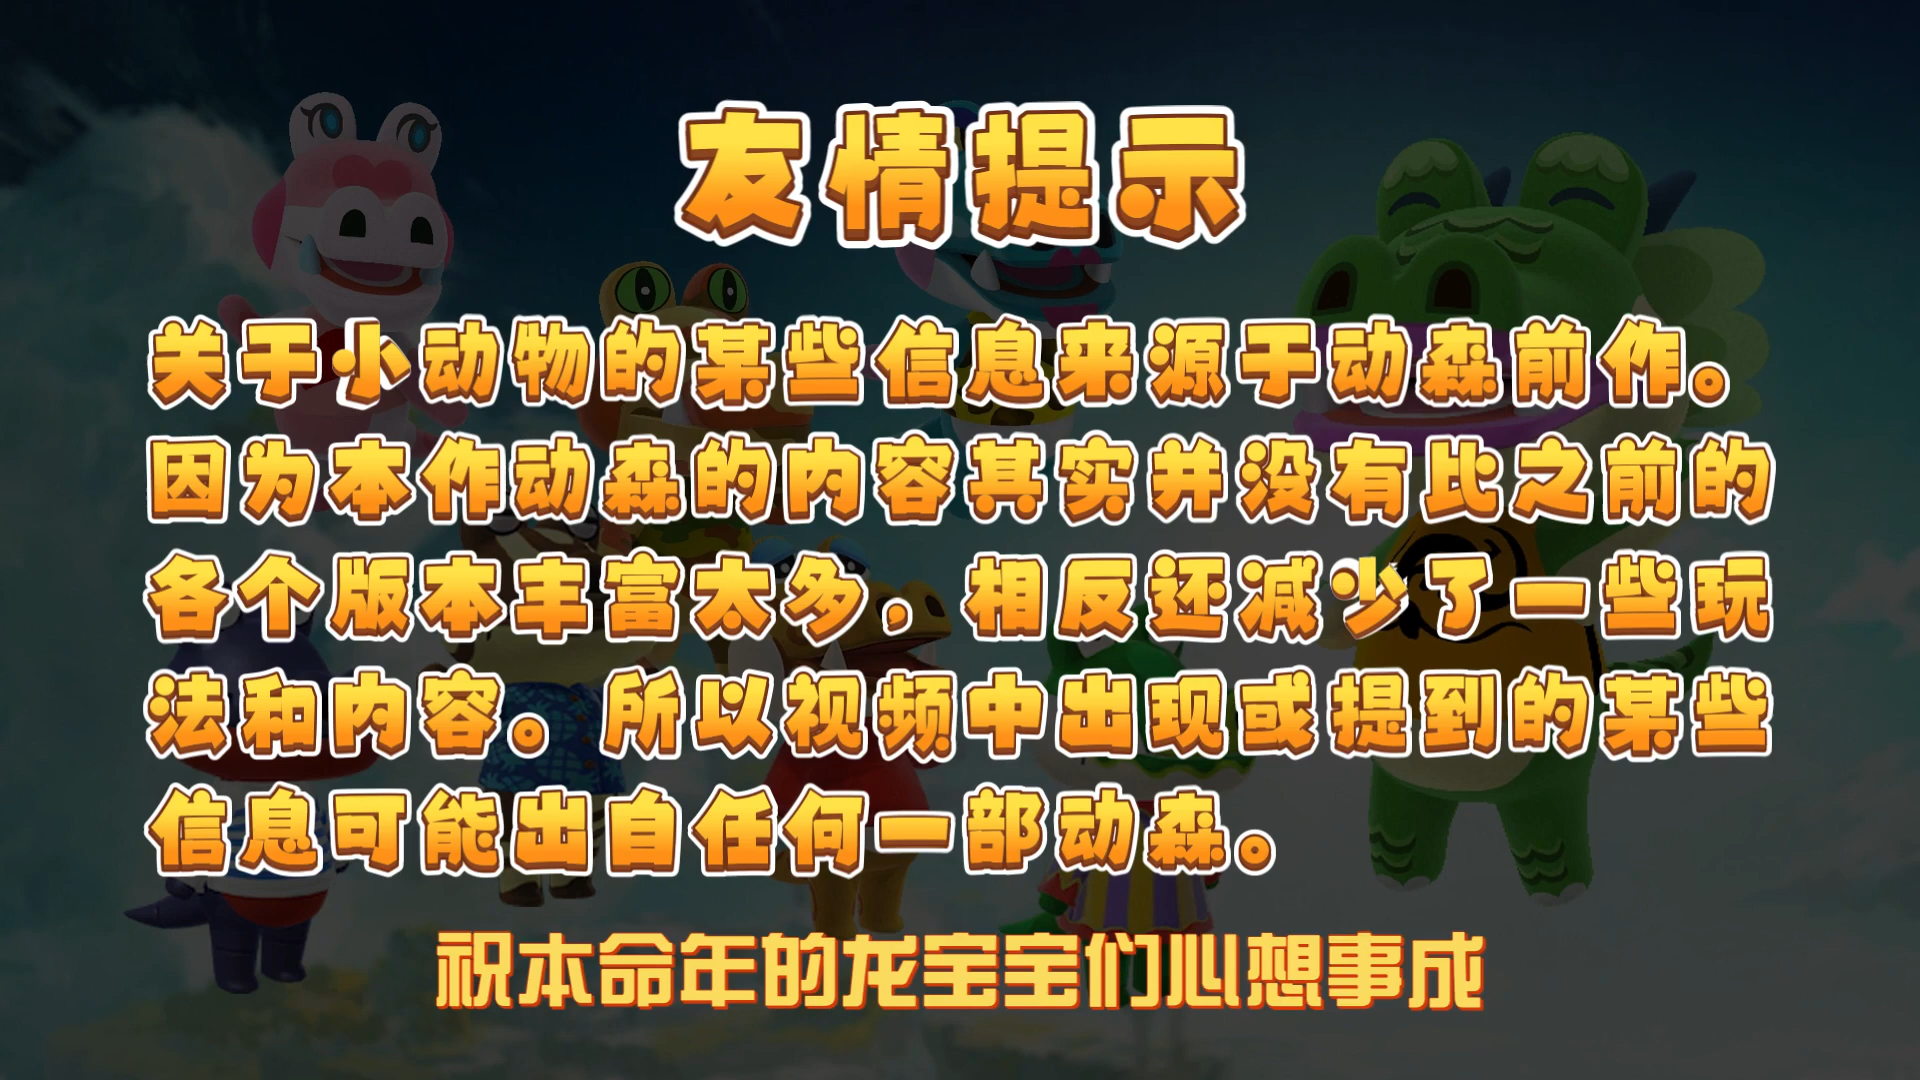 友情提示
关于小动物的某些信息来源于动森前作。
因为本作动森的内容其实并没有比之前的
各个版本丰富太多，相反还减少了一些玩
法和内容。所以视频中出现或提到的某些
信息可能出自任何一部动森。
祝本命年的龙宝宝们心想事成